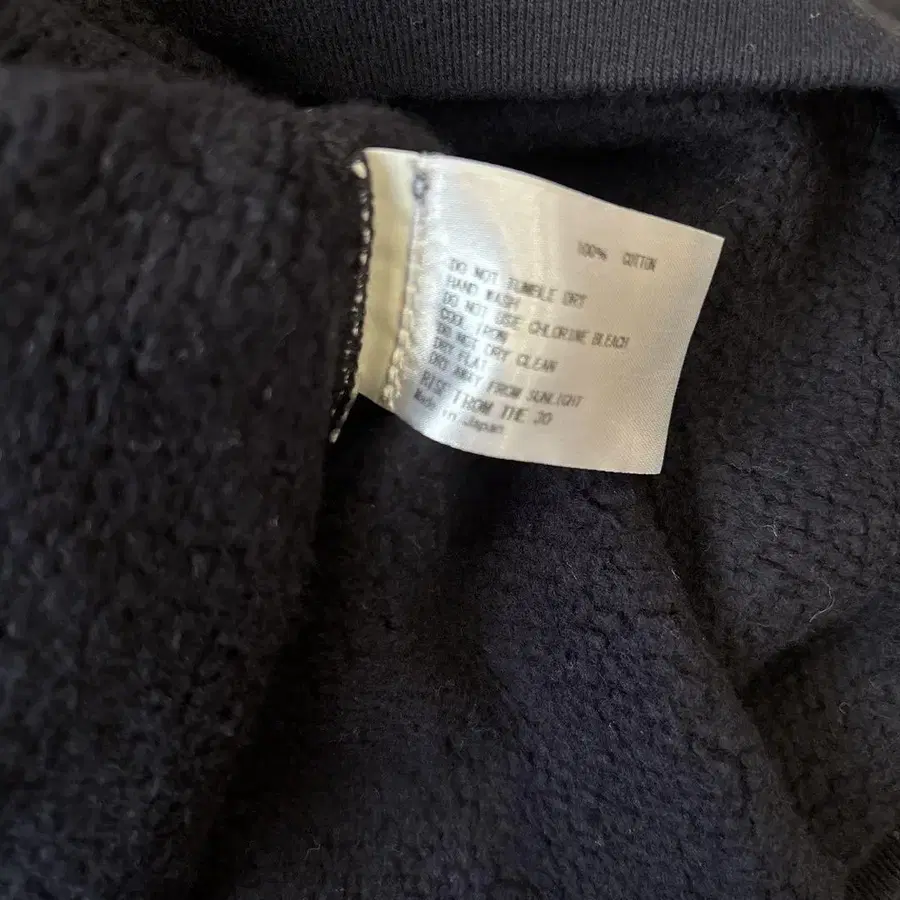 100% COTTON
DO NOT TUMBLE DRY
HAND WASH
DO NOT USE CHLORINE BLEACH
COOL IRON
DO NOT DRY CLEAN
DRY FLAT
DRY AWAY FROM SUNLIGHT
RISE FROM THE 30
Made in Japan